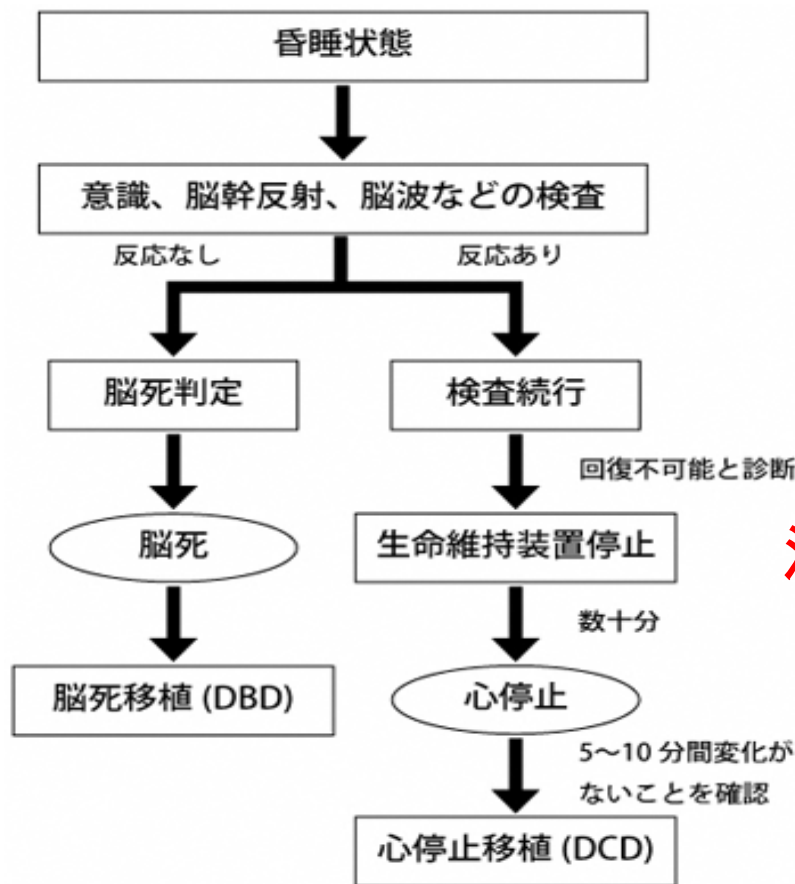 昏睡状態
意識、脳幹反射、脳波などの検査
反応なし
反応あり
脳死判定
検査続行
回復不可能と診断
脳死
生命維持装置停止
数十分
脳死移植 (DBD)
心停止
5～10 分間変化が
ないことを確認
心停止移植 (DCD)